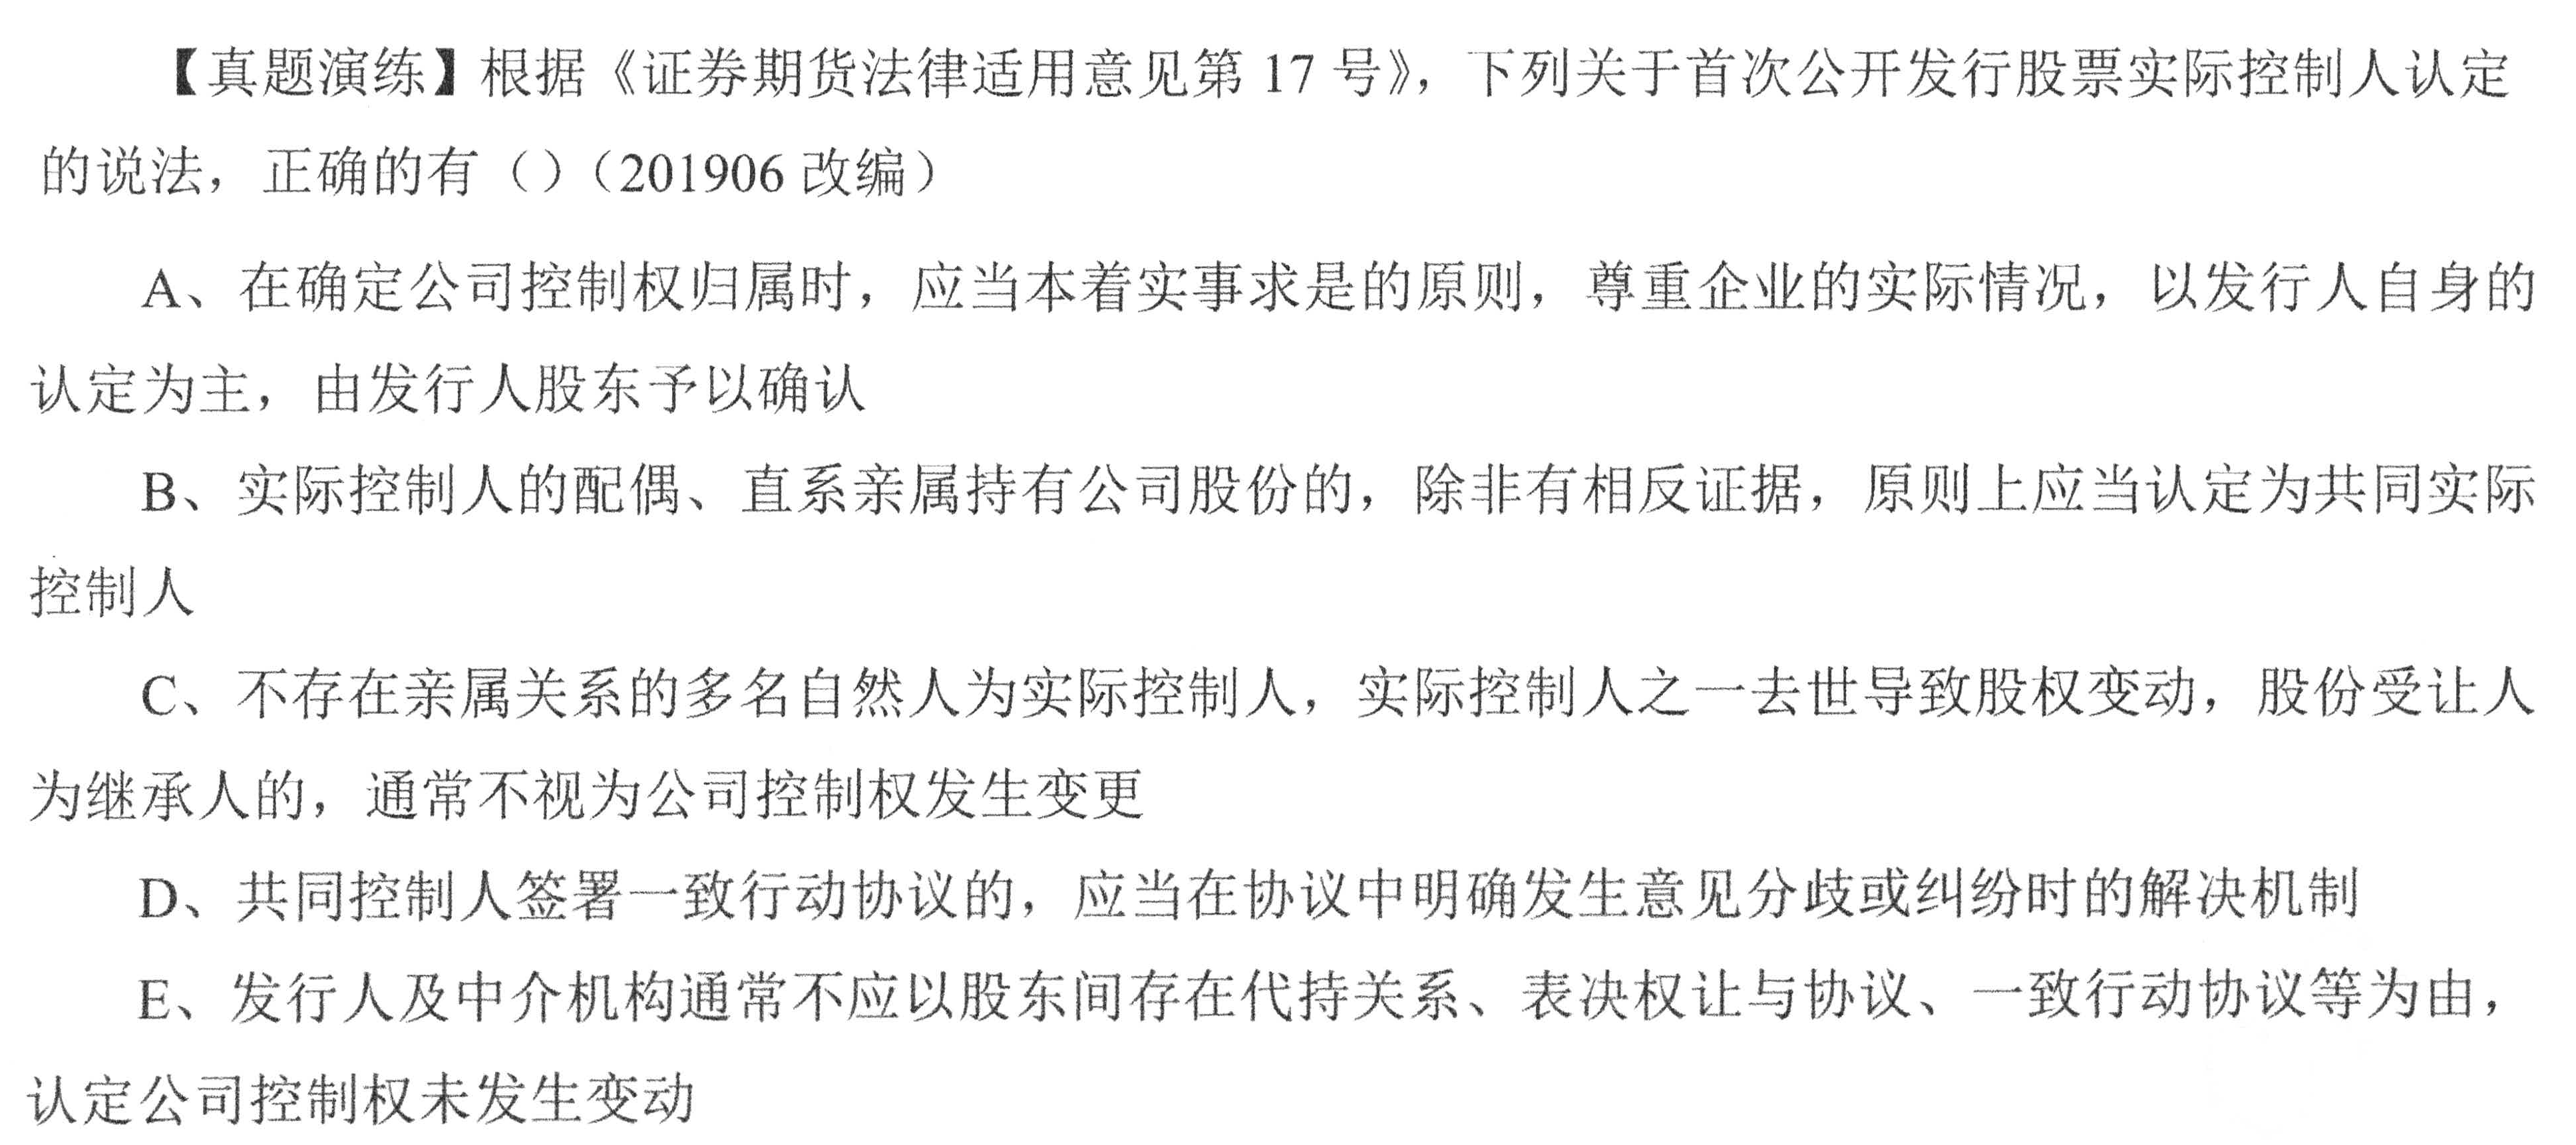 【真题演练】根据《证券期货法律适用意见第 17 号》，下列关于首次公开发行股票实际控制人认定
的说法，正确的有（）（201906 改编）
A、在确定公司控制权归属时，应当本着实事求是的原则，尊重企业的实际情况，以发行人自身的
认定为主，由发行人股东予以确认
B、实际控制人的配偶、直系亲属持有公司股份的，除非有相反证据，原则上应当认定为共同实际
控制人
C、不存在亲属关系的多名自然人为实际控制人，实际控制人之一去世导致股权变动，股份受让人
为继承人的，通常不视为公司控制权发生变更
D、共同控制人签署一致行动协议的，应当在协议中明确发生意见分歧或纠纷时的解决机制
E、发行人及中介机构通常不应以股东间存在代持关系、表决权让与协议、一致行动协议等为由，
认定公司控制权未发生变动